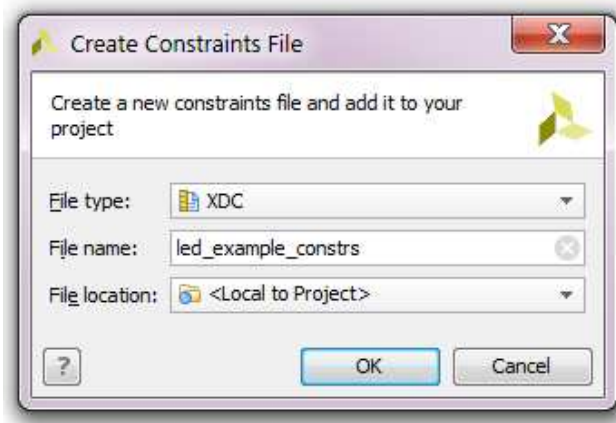 Create Constraints File
Create a new constraints file and add it to your
project
File type: XDC
File name: led_example_constrs
File location: <Local to Project>
? OK Cancel